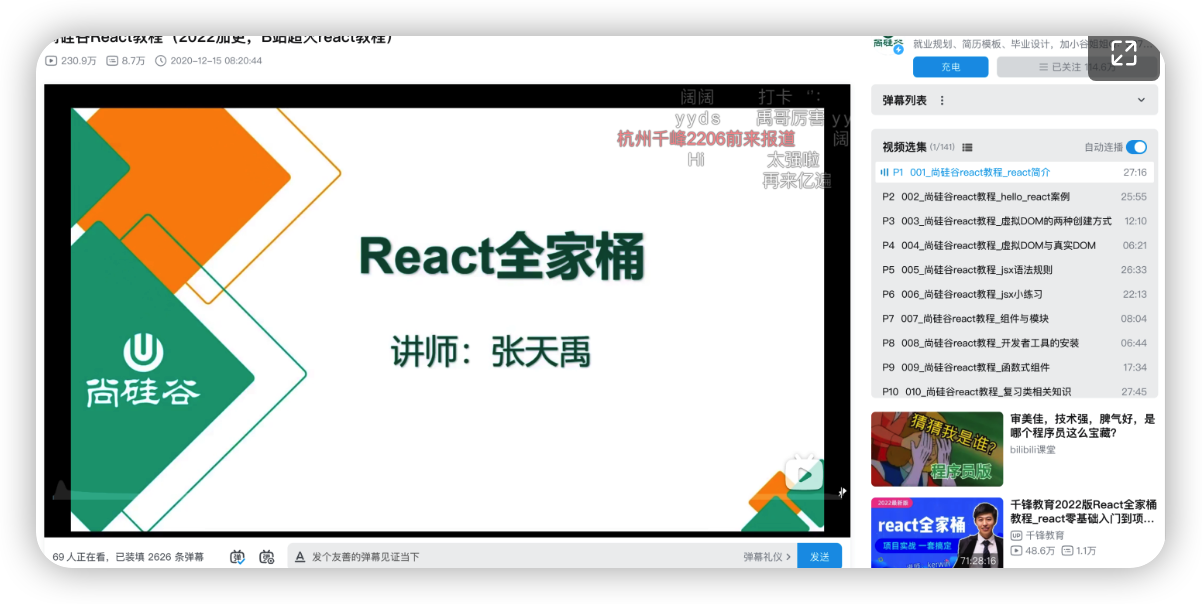 尚硅谷React教程（2022加更，B站超火react教程）
230.9万 8.7万 2020-12-15 08:20:44
阔阔 打卡
yyds 禹哥厉害 yy
杭州千峰2206前来报道 阔
Hi 太强啦
再来亿遍
React全家桶
讲师：张天禹
尚硅谷
69 人正在看，已装填 2626 条弹幕
发个友善的弹幕见证当下
弹幕礼仪 >
发送
尚硅谷
就业规划、简历模板、毕业设计，加小谷
充电
已关注
弹幕列表
视频选集 (1/141) 自动连播
P1 001_尚硅谷react教程_react简介 27:16
P2 002_尚硅谷react教程_hello_react案例 25:55
P3 003_尚硅谷react教程_虚拟DOM的两种创建方式 12:10
P4 004_尚硅谷react教程_虚拟DOM与真实DOM 06:21
P5 005_尚硅谷react教程_jsx语法规则 26:33
P6 006_尚硅谷react教程_jsx小练习 22:13
P7 007_尚硅谷react教程_组件与模块 08:04
P8 008_尚硅谷react教程_开发者工具的安装 06:44
P9 009_尚硅谷react教程_函数式组件 17:34
P10 010_尚硅谷react教程_复习类相关知识 27:45
猜猜我是谁?
程序员版
审美佳，技术强，脾气好，是
哪个程序员这么宝藏?
bilibili课堂
2022最新版
react全家桶
项目实战 一套搞定
71:28:16
千锋教育2022版React全家桶
教程_react零基础入门到项...
UP 千锋教育
48.6万 1.1万